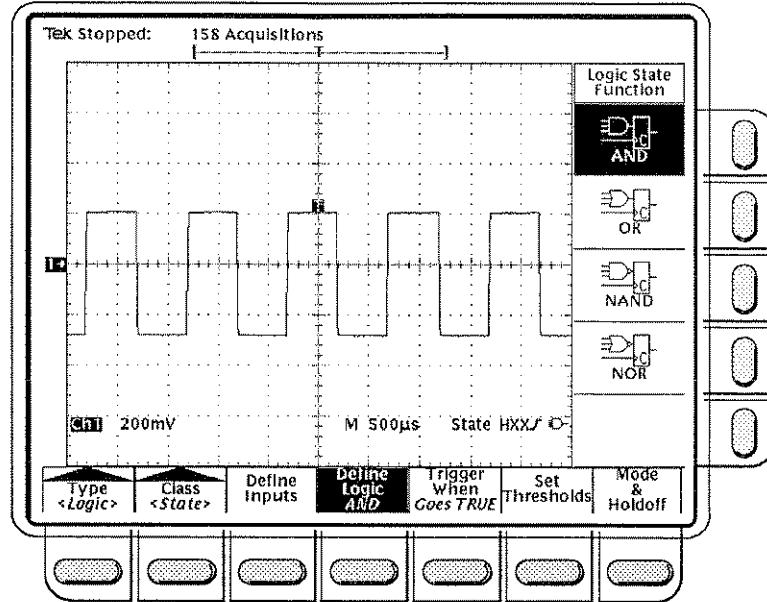 Tek Stopped: 158 Acquisitions
[ T ]
Logic State
Function
AND
OR
NAND
NOR
C
C
C
C
T
1
Ch1 200mV M 500µs State HXX
Type
<Logic>
Class
<State>
Define
Inputs
Define
Logic
AND
Trigger
When
Goes TRUE
Set
Thresholds
Mode
&
Holdoff